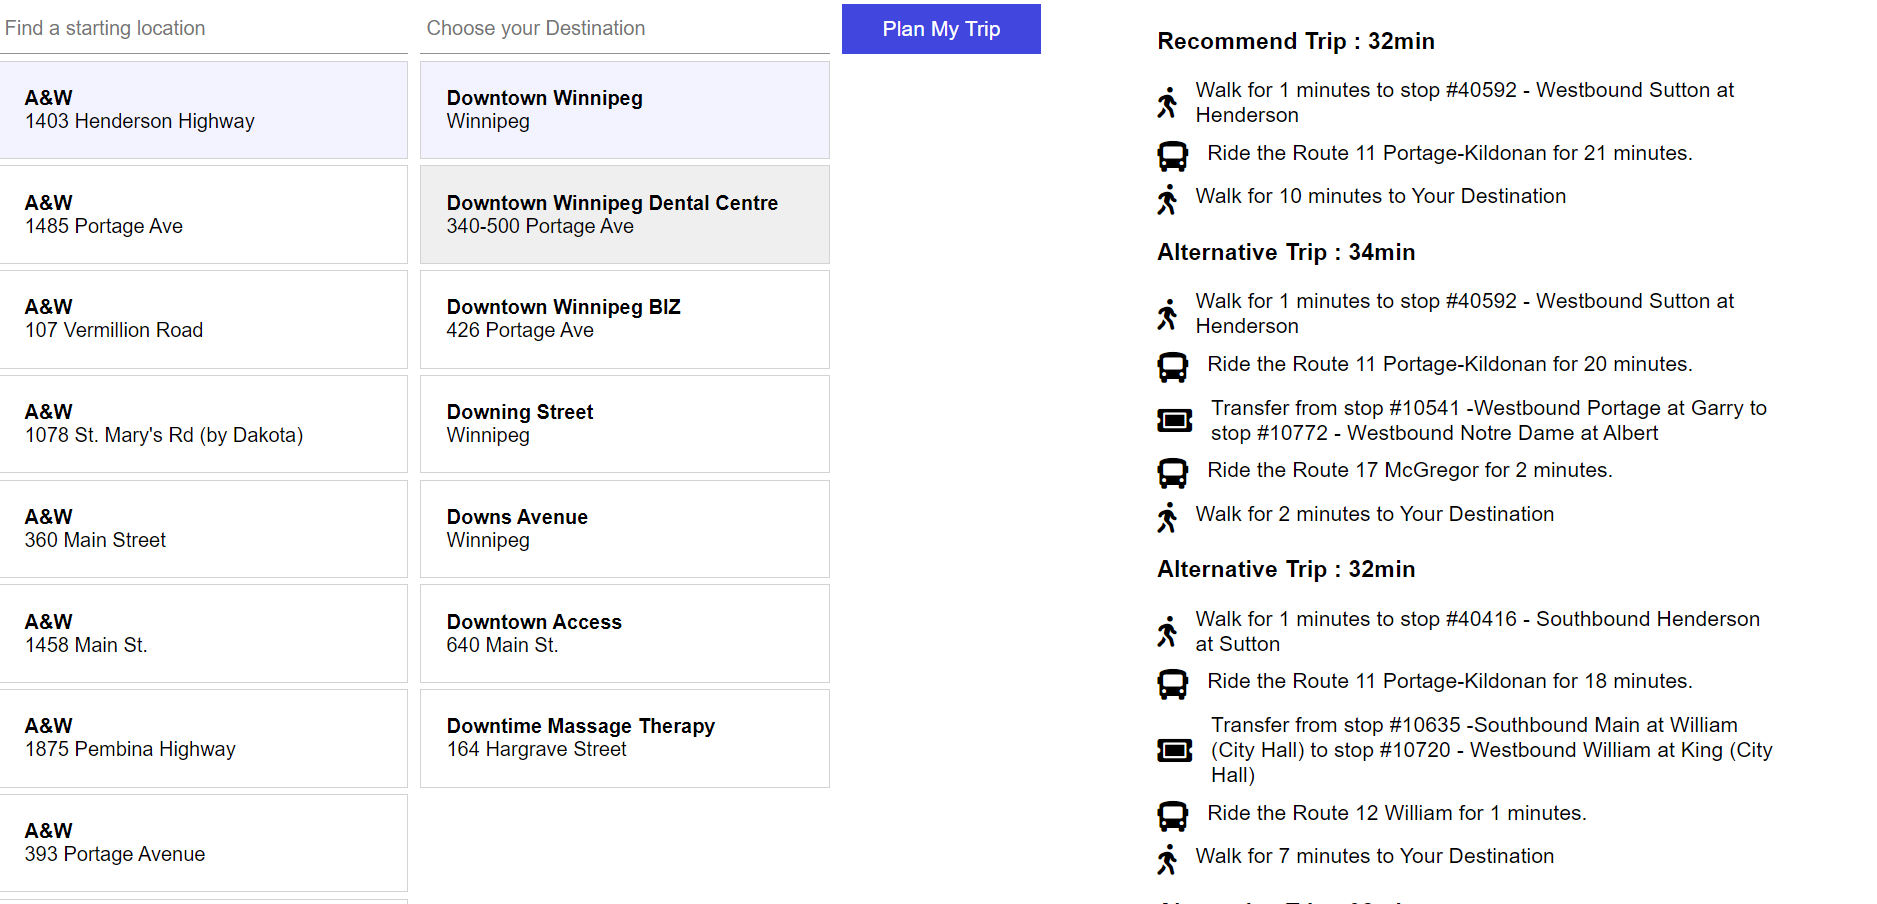 Find a starting location
A&W
1403 Henderson Highway
A&W
1485 Portage Ave
A&W
107 Vermillion Road
A&W
1078 St. Mary's Rd (by Dakota)
A&W
360 Main Street
A&W
1458 Main St.
A&W
1875 Pembina Highway
A&W
393 Portage Avenue
Choose your Destination
Downtown Winnipeg
Winnipeg
Downtown Winnipeg Dental Centre
340-500 Portage Ave
Downtown Winnipeg BIZ
426 Portage Ave
Downing Street
Winnipeg
Downs Avenue
Winnipeg
Downtown Access
640 Main St.
Downtime Massage Therapy
164 Hargrave Street
Plan My Trip
Recommend Trip : 32min
Walk for 1 minutes to stop #40592 - Westbound Sutton at
Henderson
Ride the Route 11 Portage-Kildonan for 21 minutes.
Walk for 10 minutes to Your Destination
Alternative Trip : 34min
Walk for 1 minutes to stop #40592 - Westbound Sutton at
Henderson
Ride the Route 11 Portage-Kildonan for 20 minutes.
Transfer from stop #10541 -Westbound Portage at Garry to
stop #10772 - Westbound Notre Dame at Albert
Ride the Route 17 McGregor for 2 minutes.
Walk for 2 minutes to Your Destination
Alternative Trip : 32min
Walk for 1 minutes to stop #40416 - Southbound Henderson
at Sutton
Ride the Route 11 Portage-Kildonan for 18 minutes.
Transfer from stop #10635 -Southbound Main at William
(City Hall) to stop #10720 - Westbound William at King (City
Hall)
Ride the Route 12 William for 1 minutes.
Walk for 7 minutes to Your Destination